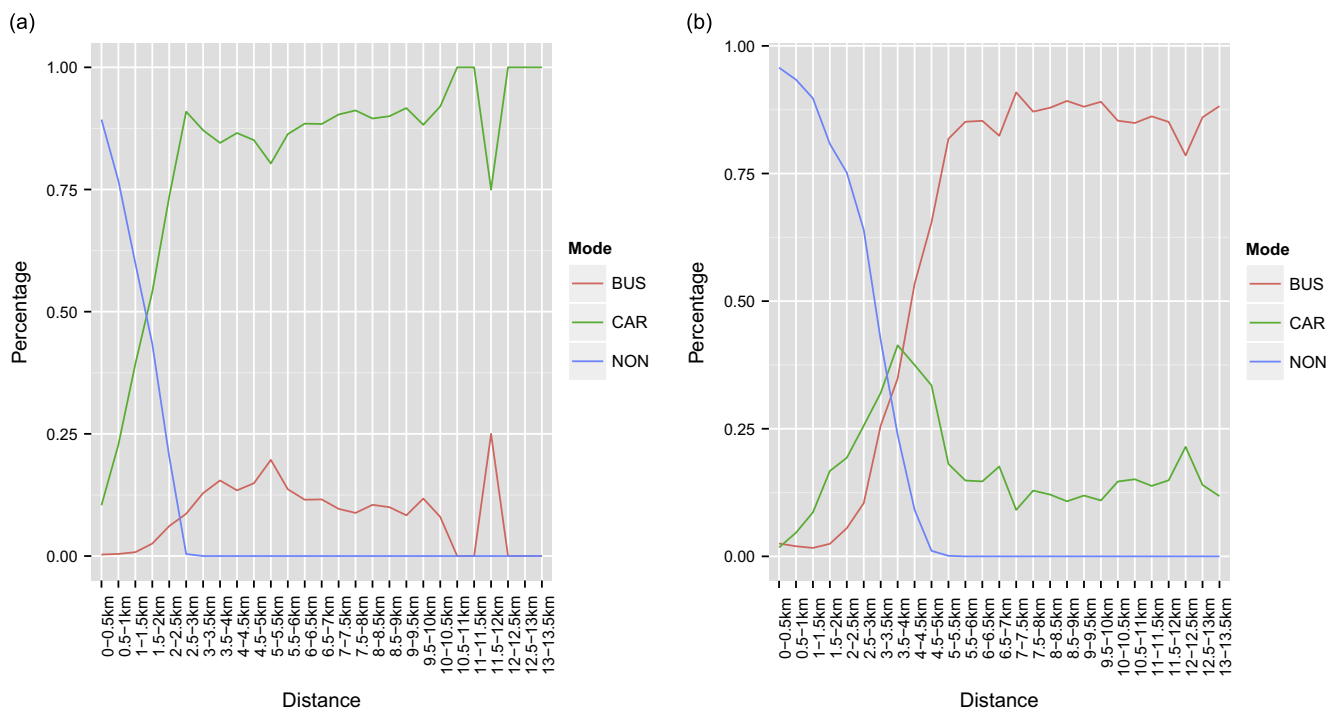 (a)
1.00
0.75
0.50
0.25
0.00
Percentage
0−0.5km
0.5−1km
1−1.5km
1.5−2km
2−2.5km
2.5−3km
3−3.5km
3.5−4km
4−4.5km
4.5−5km
5−5.5km
5.5−6km
6−6.5km
6.5−7km
7−7.5km
7.5−8km
8−8.5km
8.5−9km
9−9.5km
9.5−10km
10−10.5km
10.5−11km
11−11.5km
11.5−12km
12−12.5km
12.5−13km
13−13.5km
Distance
Mode
BUS
CAR
NON
(b)
1.00
0.75
0.50
0.25
0.00
Percentage
0−0.5km
0.5−1km
1−1.5km
1.5−2km
2−2.5km
2.5−3km
3−3.5km
3.5−4km
4−4.5km
4.5−5km
5−5.5km
5.5−6km
6−6.5km
6.5−7km
7−7.5km
7.5−8km
8−8.5km
8.5−9km
9−9.5km
9.5−10km
10−10.5km
10.5−11km
11−11.5km
11.5−12km
12−12.5km
12.5−13km
13−13.5km
Distance
Mode
BUS
CAR
NON